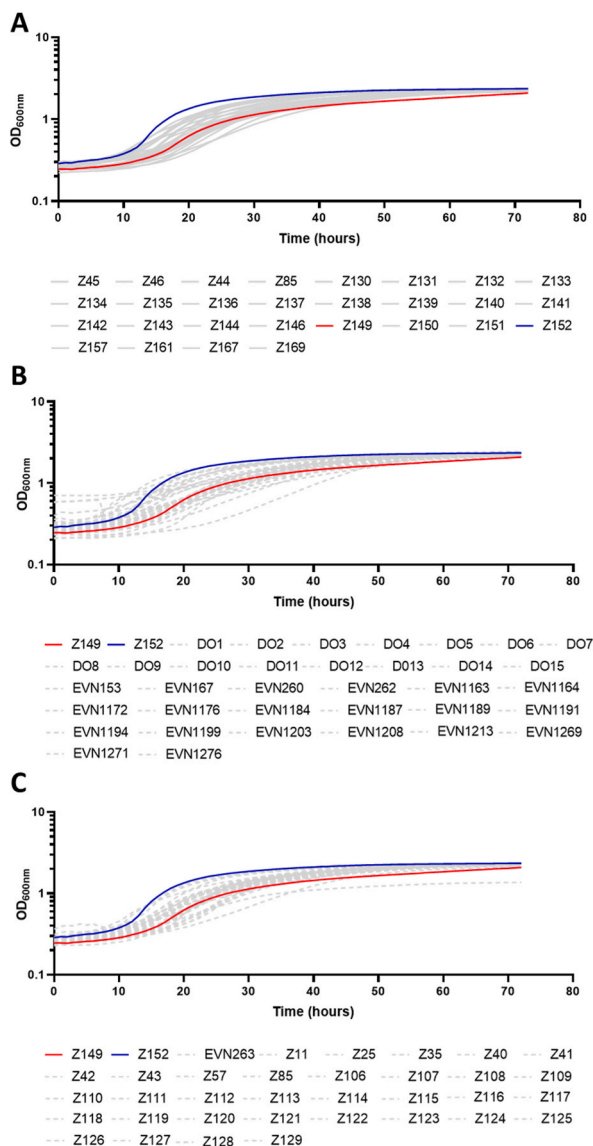 A
10
1
0.1
OD600nm
0 10 20 30 40 50 60 70 80
Time (hours)
Z45 Z46 Z44 Z85 Z130 Z131 Z132 Z133
Z134 Z135 Z136 Z137 Z138 Z139 Z140 Z141
Z142 Z143 Z144 Z146 Z149 Z150 Z151 Z152
Z157 Z161 Z167 Z169
B
10
1
0.1
OD600nm
0 10 20 30 40 50 60 70 80
Time (hours)
Z149 Z152 DO1 DO2 DO3 DO4 DO5 DO6 DO7
DO8 DO9 DO10 DO11 DO12 D013 DO14 DO15
EVN153 EVN167 EVN260 EVN262 EVN1163 EVN1164
EVN1172 EVN1176 EVN1184 EVN1187 EVN1189 EVN1191
EVN1194 EVN1199 EVN1203 EVN1208 EVN1213 EVN1269
EVN1271 EVN1276
C
10
1
0.1
OD600nm
0 10 20 30 40 50 60 70 80
Time (hours)
Z149 Z152 EVN263 Z11 Z25 Z35 Z40 Z41
Z42 Z43 Z57 Z85 Z106 Z107 Z108 Z109
Z110 Z111 Z112 Z113 Z114 Z115 Z116 Z117
Z118 Z119 Z120 Z121 Z122 Z123 Z124 Z125
Z126 Z127 Z128 Z129